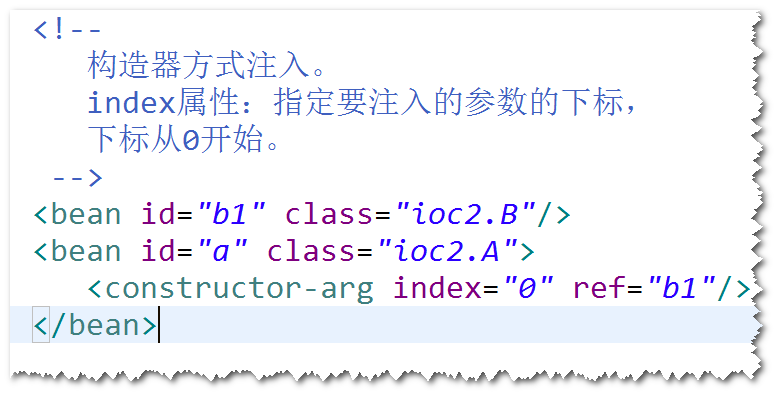 <!--
构造器方式注入。
index属性：指定要注入的参数的下标，
下标从0开始。
-->
<bean id="b1" class="ioc2.B"/>
<bean id="a" class="ioc2.A">
<constructor-arg index="0" ref="b1"/>
</bean>